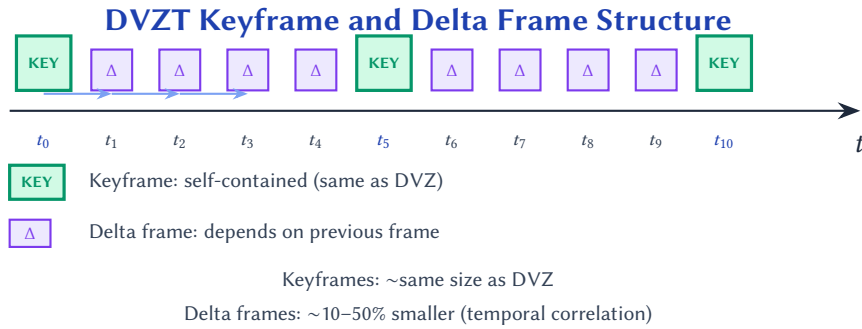 DVZT Keyframe and Delta Frame Structure
KEY Δ Δ Δ Δ KEY Δ Δ Δ Δ KEY
t0 t1 t2 t3 t4 t5 t6 t7 t8 t9 t10 t
KEY Keyframe: self-contained (same as DVZ)
Δ Delta frame: depends on previous frame
Keyframes: ~same size as DVZ
Delta frames: ~10–50% smaller (temporal correlation)